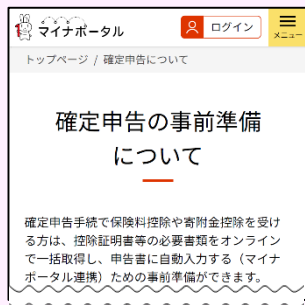 マイナポータル
ログイン
メニュー
トップページ / 確定申告について
確定申告の事前準備
について
確定申告手続で保険料控除や寄附金控除を受け
る方は、控除証明書等の必要書類をオンライン
で一括取得し、申告書に自動入力する（マイナ
ポータル連携）ための事前準備ができます。